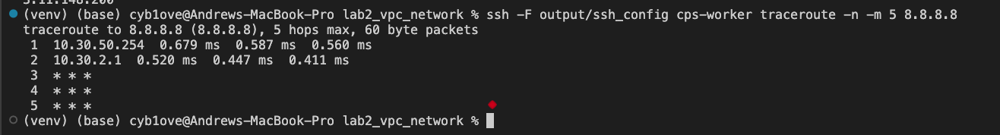 (venv) (base) cyb1ove@Andrews-MacBook-Pro lab2_vpc_network % ssh -F output/ssh_config cps-worker traceroute -n -m 5 8.8.8.8
traceroute to 8.8.8.8 (8.8.8.8), 5 hops max, 60 byte packets
 1  10.30.50.254  0.679 ms  0.587 ms  0.560 ms
 2  10.30.2.1  0.520 ms  0.447 ms  0.411 ms
 3  * * *
 4  * * *
 5  * * *
(venv) (base) cyb1ove@Andrews-MacBook-Pro lab2_vpc_network %